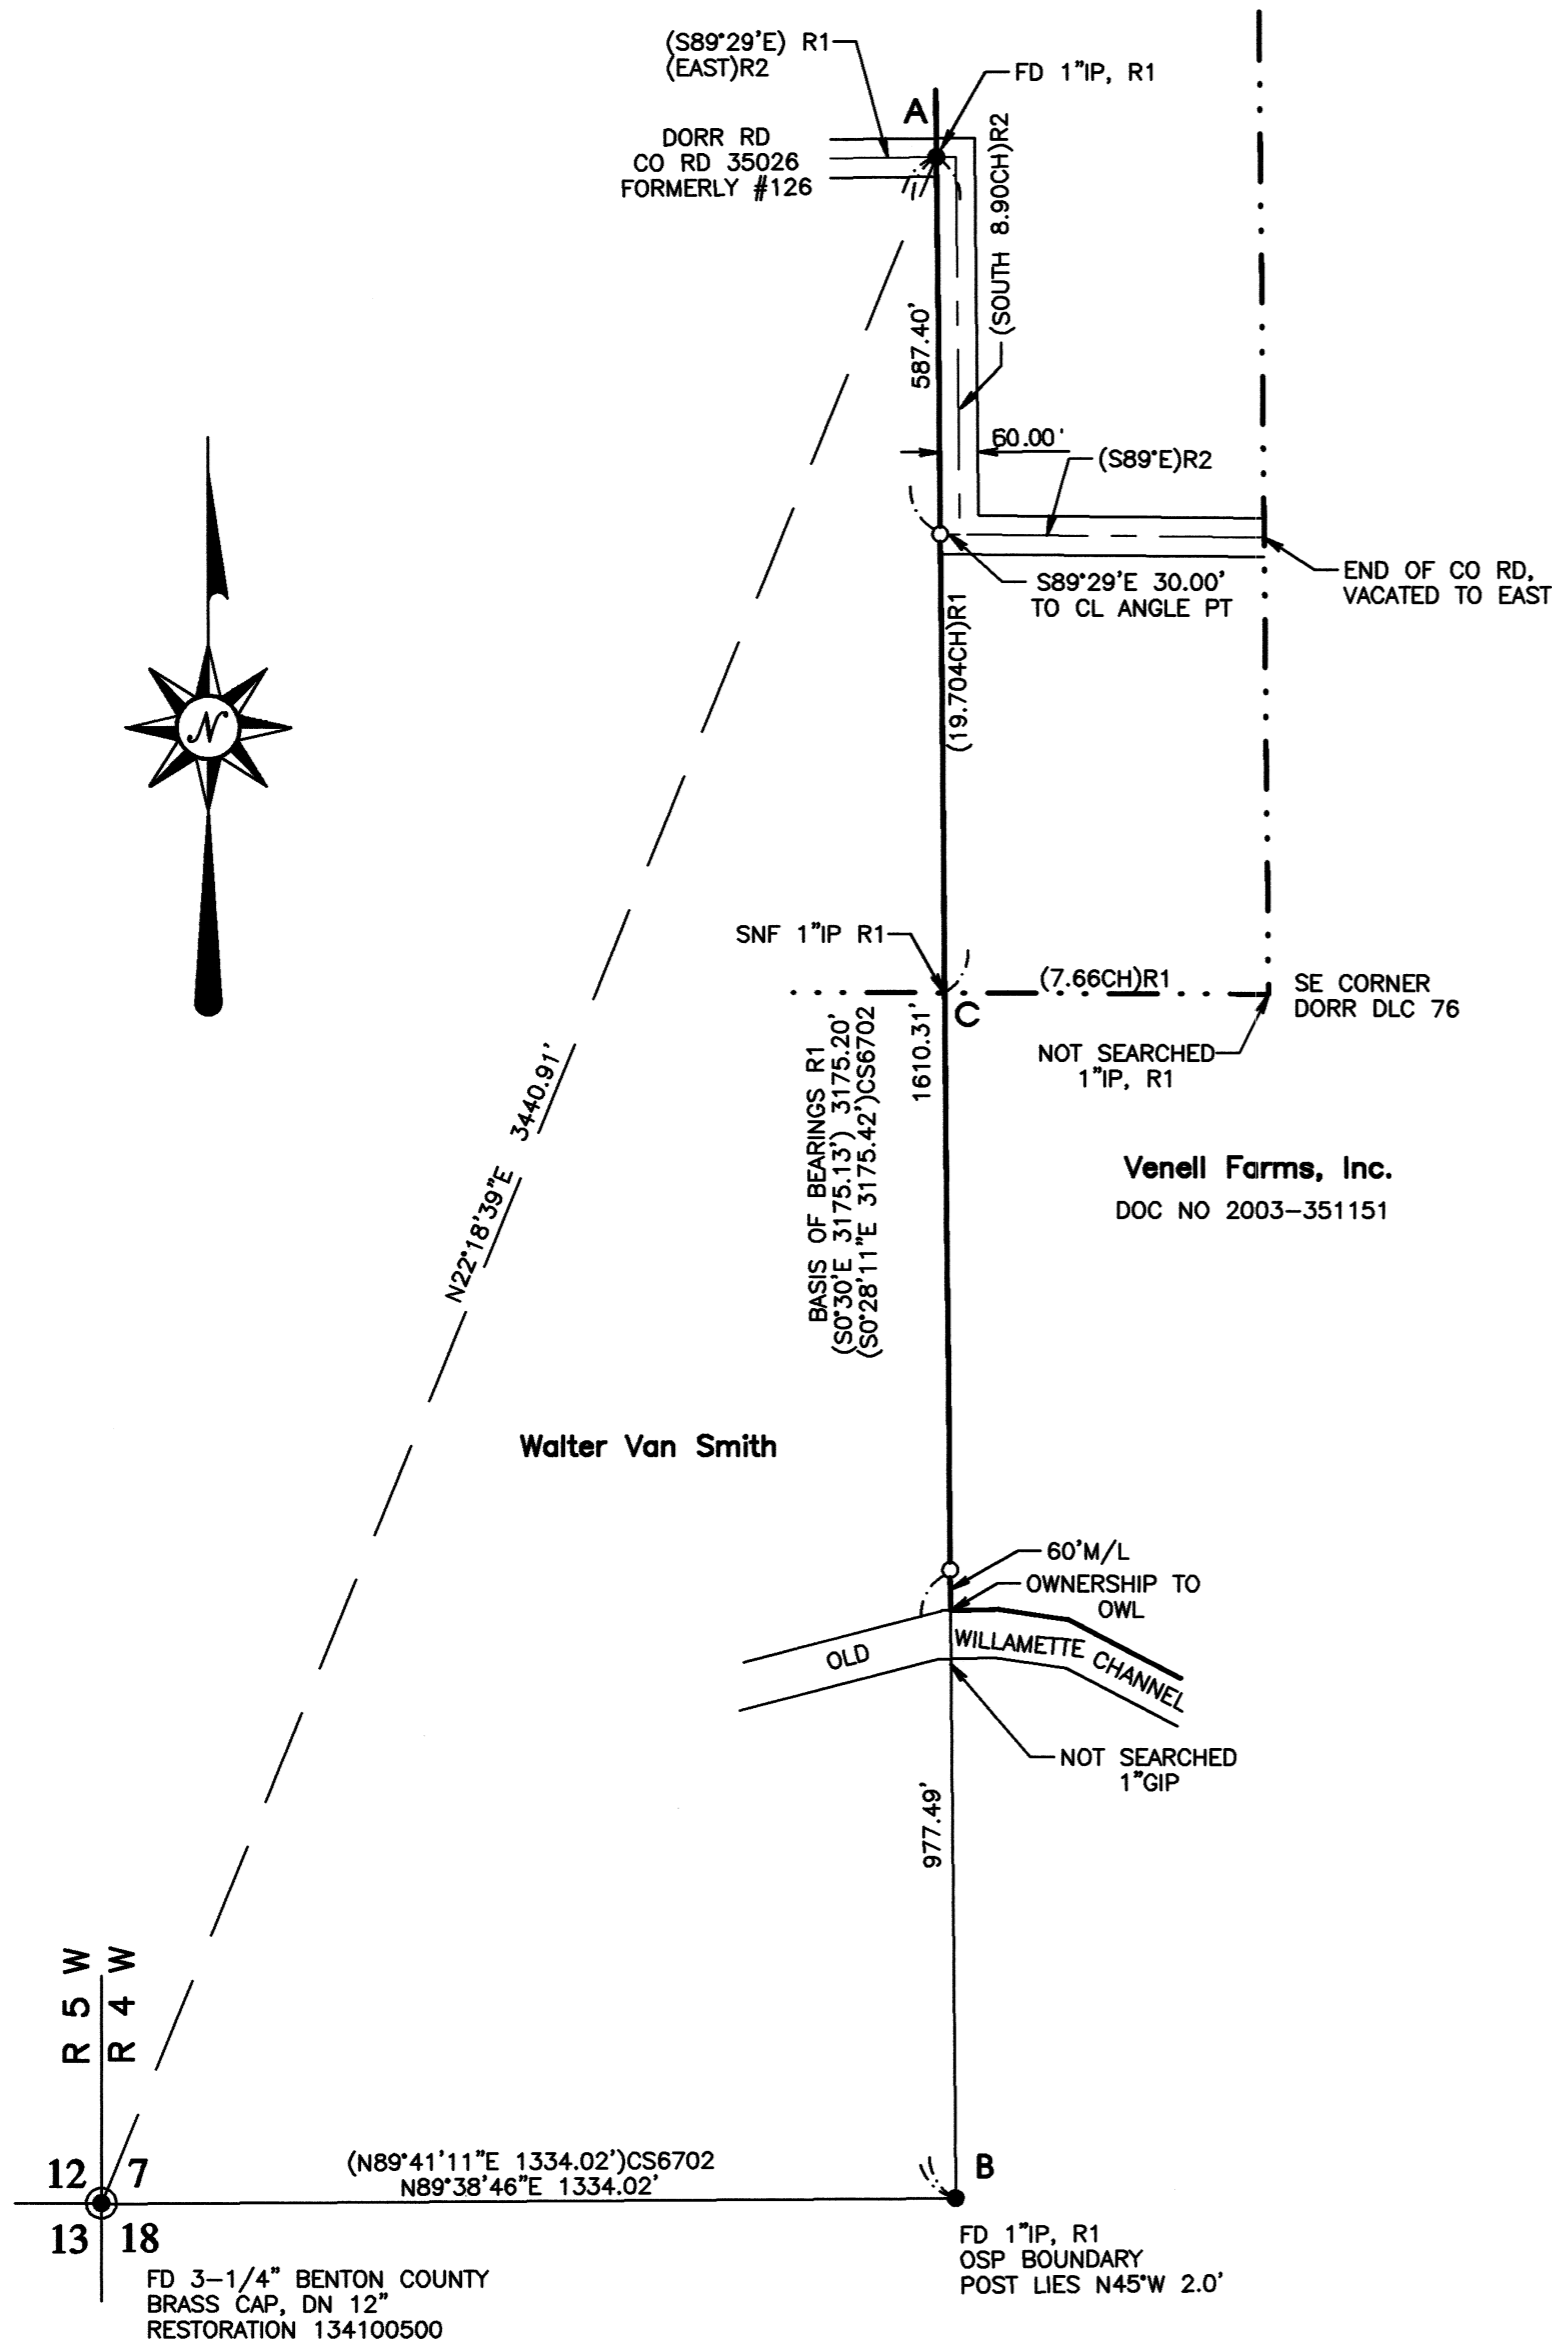 (S89°29'E) R1
(EAST)R2
FD 1"IP, R1
A
DORR RD
CO RD 35026
FORMERLY #126
(SOUTH 8.90CH)R2
587.40'
60.00'
(S89°E)R2
S89°29'E 30.00'
TO CL ANGLE PT
END OF CO RD,
VACATED TO EAST
(19.704CH)R1
N
SNF 1"IP R1
(7.66CH)R1
C
SE CORNER
DORR DLC 76
NOT SEARCHED
1"IP, R1
1610.31'
BASIS OF BEARINGS R1
(S0°30'E 3175.13') 3175.20'
(S0°28'11"E 3175.42')CS6702
N22°18'39"E 3440.91'
Venell Farms, Inc.
DOC NO 2003-351151
Walter Van Smith
60'M/L
OWNERSHIP TO
OWL
OLD WILLAMETTE CHANNEL
NOT SEARCHED
1"GIP
977.49'
R 5 W
R 4 W
12 7
13 18
(N89°41'11"E 1334.02')CS6702
N89°38'46"E 1334.02'
B
FD 1"IP, R1
OSP BOUNDARY
POST LIES N45°W 2.0'
FD 3-1/4" BENTON COUNTY
BRASS CAP, DN 12"
RESTORATION 134100500